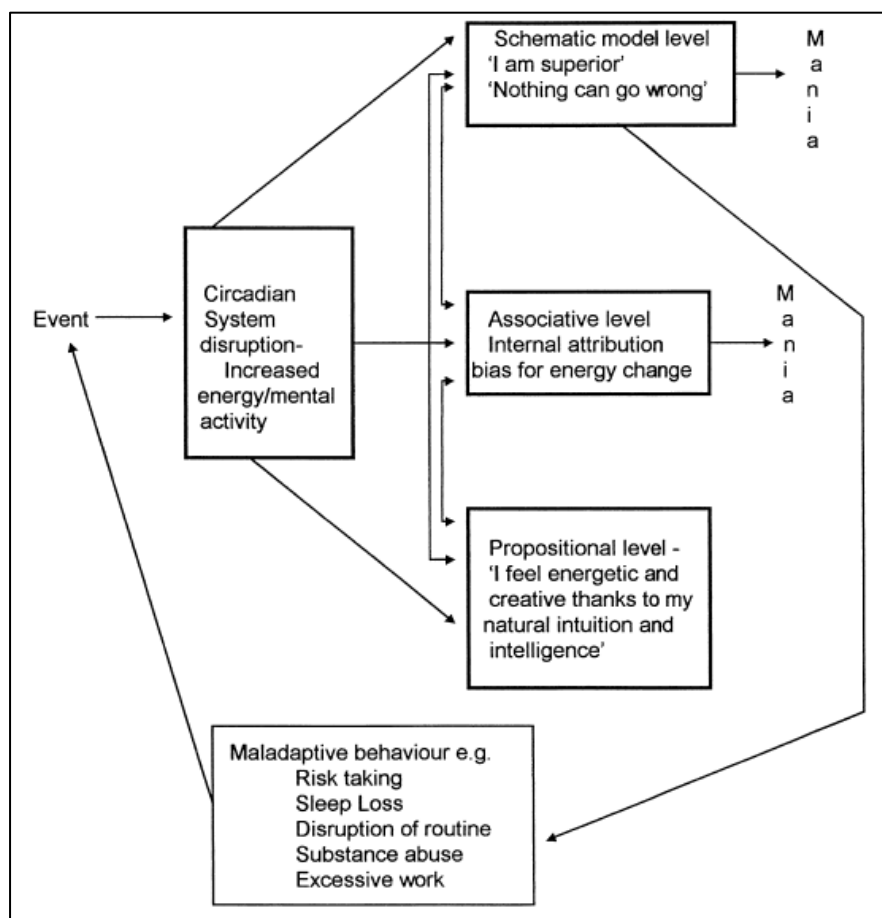 Schematic model level
'I am superior'
'Nothing can go wrong'
M
a
n
i
a
Event
Circadian
System
disruption-
Increased
energy/mental
activity
Associative level
Internal attribution
bias for energy change
M
a
n
i
a
Propositional level -
'I feel energetic and
creative thanks to my
natural intuition and
intelligence'
Maladaptive behaviour e.g.
Risk taking
Sleep Loss
Disruption of routine
Substance abuse
Excessive work